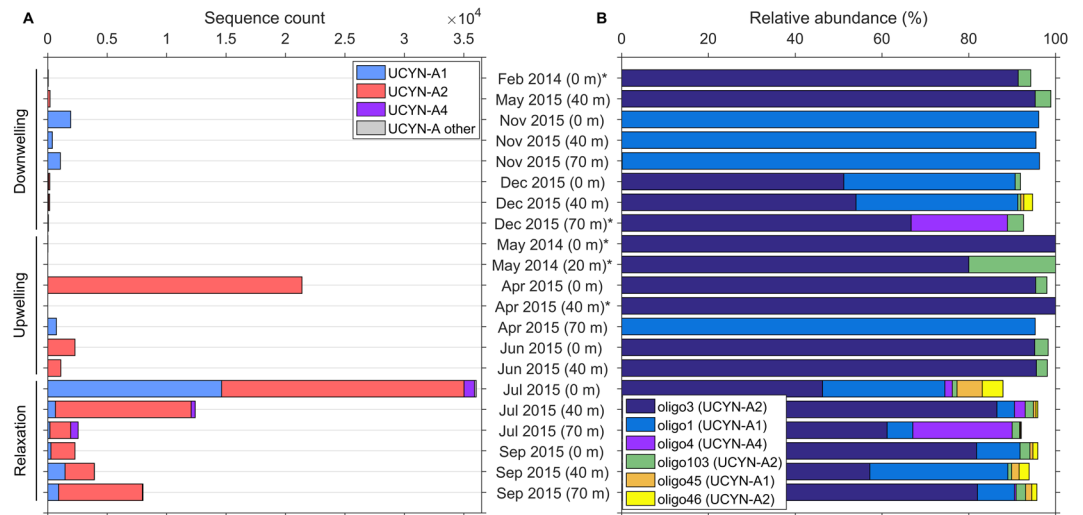 A
Sequence count
×10⁴
0 0.5 1 1.5 2 2.5 3 3.5
UCYN-A1
UCYN-A2
UCYN-A4
UCYN-A other
Downwelling
Upwelling
Relaxation
Feb 2014 (0 m)*
May 2015 (40 m)
Nov 2015 (0 m)
Nov 2015 (40 m)
Nov 2015 (70 m)
Dec 2015 (0 m)
Dec 2015 (40 m)
Dec 2015 (70 m)*
May 2014 (0 m)*
May 2014 (20 m)*
Apr 2015 (0 m)
Apr 2015 (40 m)*
Apr 2015 (70 m)
Jun 2015 (0 m)
Jun 2015 (40 m)
Jul 2015 (0 m)
Jul 2015 (40 m)
Jul 2015 (70 m)
Sep 2015 (0 m)
Sep 2015 (40 m)
Sep 2015 (70 m)
B
Relative abundance (%)
0 20 40 60 80 100
oligo3 (UCYN-A2)
oligo1 (UCYN-A1)
oligo4 (UCYN-A4)
oligo103 (UCYN-A2)
oligo45 (UCYN-A1)
oligo46 (UCYN-A2)